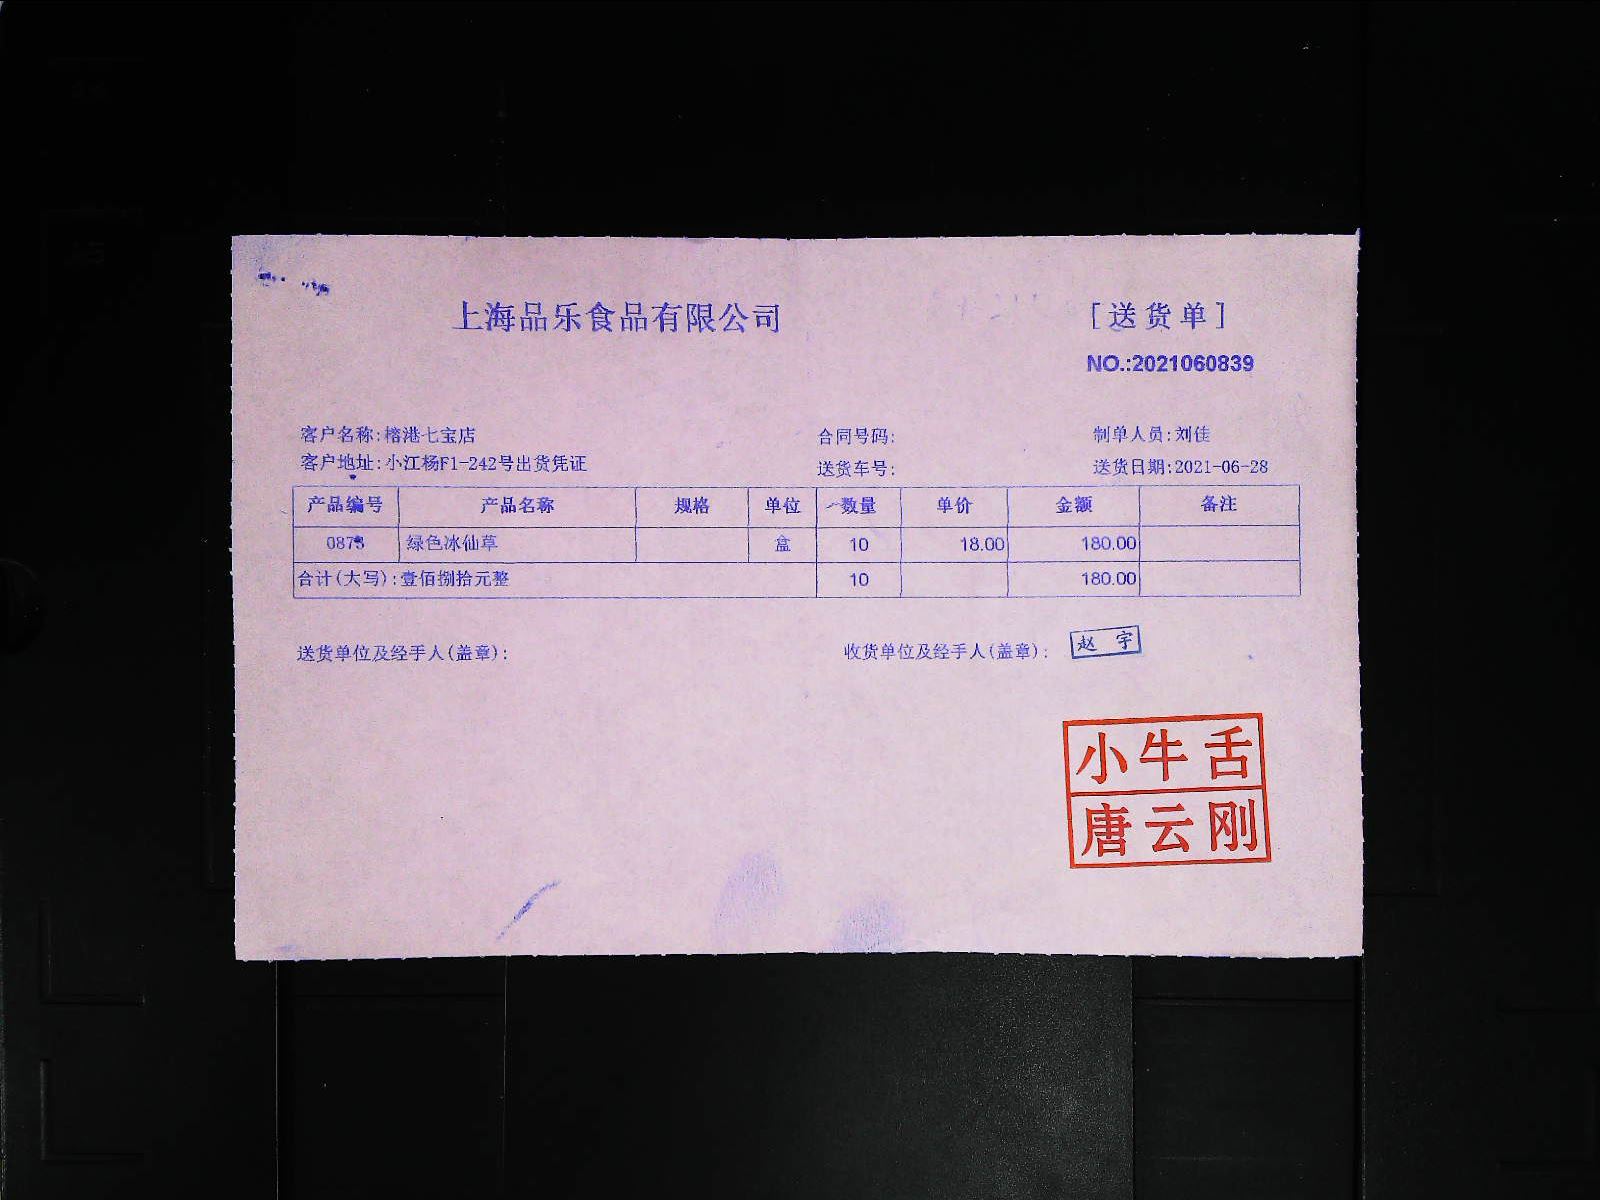 上海品乐食品有限公司 [送货单]
NO.:2021060839
客户名称:榕港七宝店 合同号码: 制单人员:刘佳
客户地址:小江杨F1-242号出货凭证 送货车号: 送货日期:2021-06-28
产品编号 产品名称 规格 单位 数量 单价 金额 备注
绿色冰仙草 盒 10 18.00 180.00
合计(大写):壹佰捌拾元整 10 180.00
送货单位及经手人(盖章): 收货单位及经手人(盖章): 赵宇
小牛舌
唐云刚